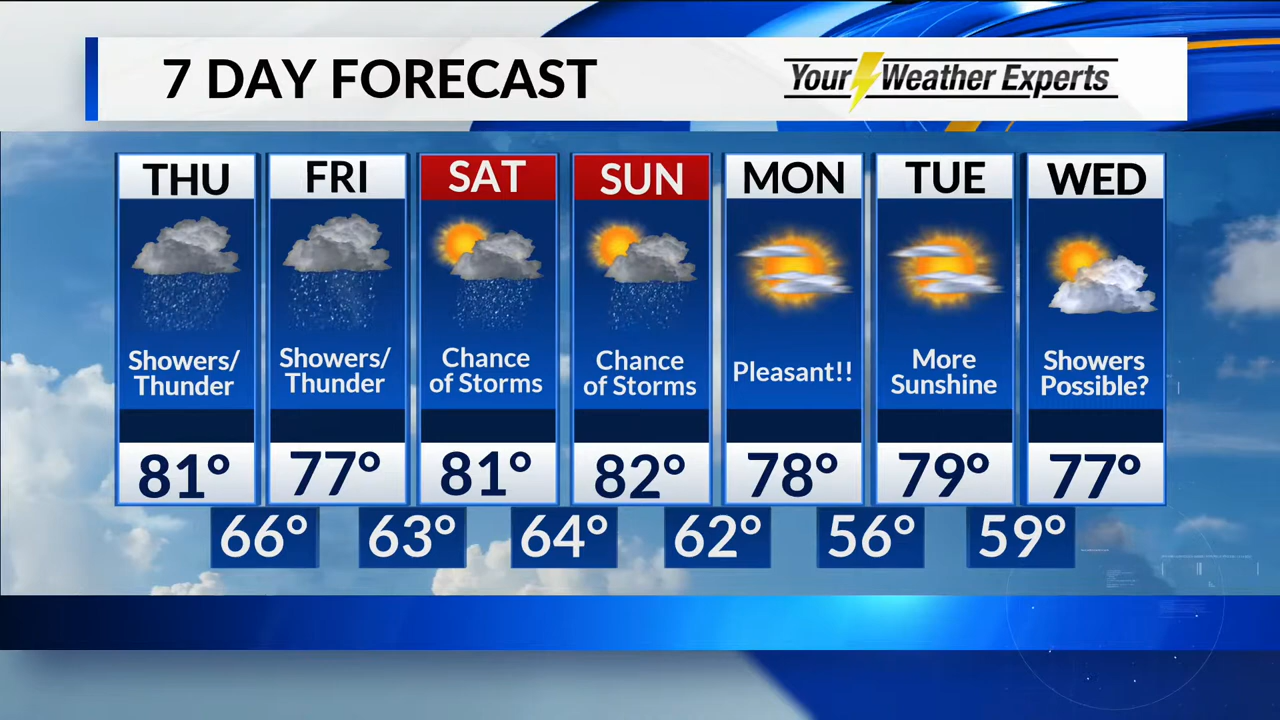 7 DAY FORECAST
Your Weather Experts
THU
FRI
SAT
SUN
MON
TUE
WED
Showers/
Thunder
Showers/
Thunder
Chance
of Storms
Chance
of Storms
Pleasant!!
More
Sunshine
Showers
Possible?
81°
77°
81°
82°
78°
79°
77°
66°
63°
64°
62°
56°
59°